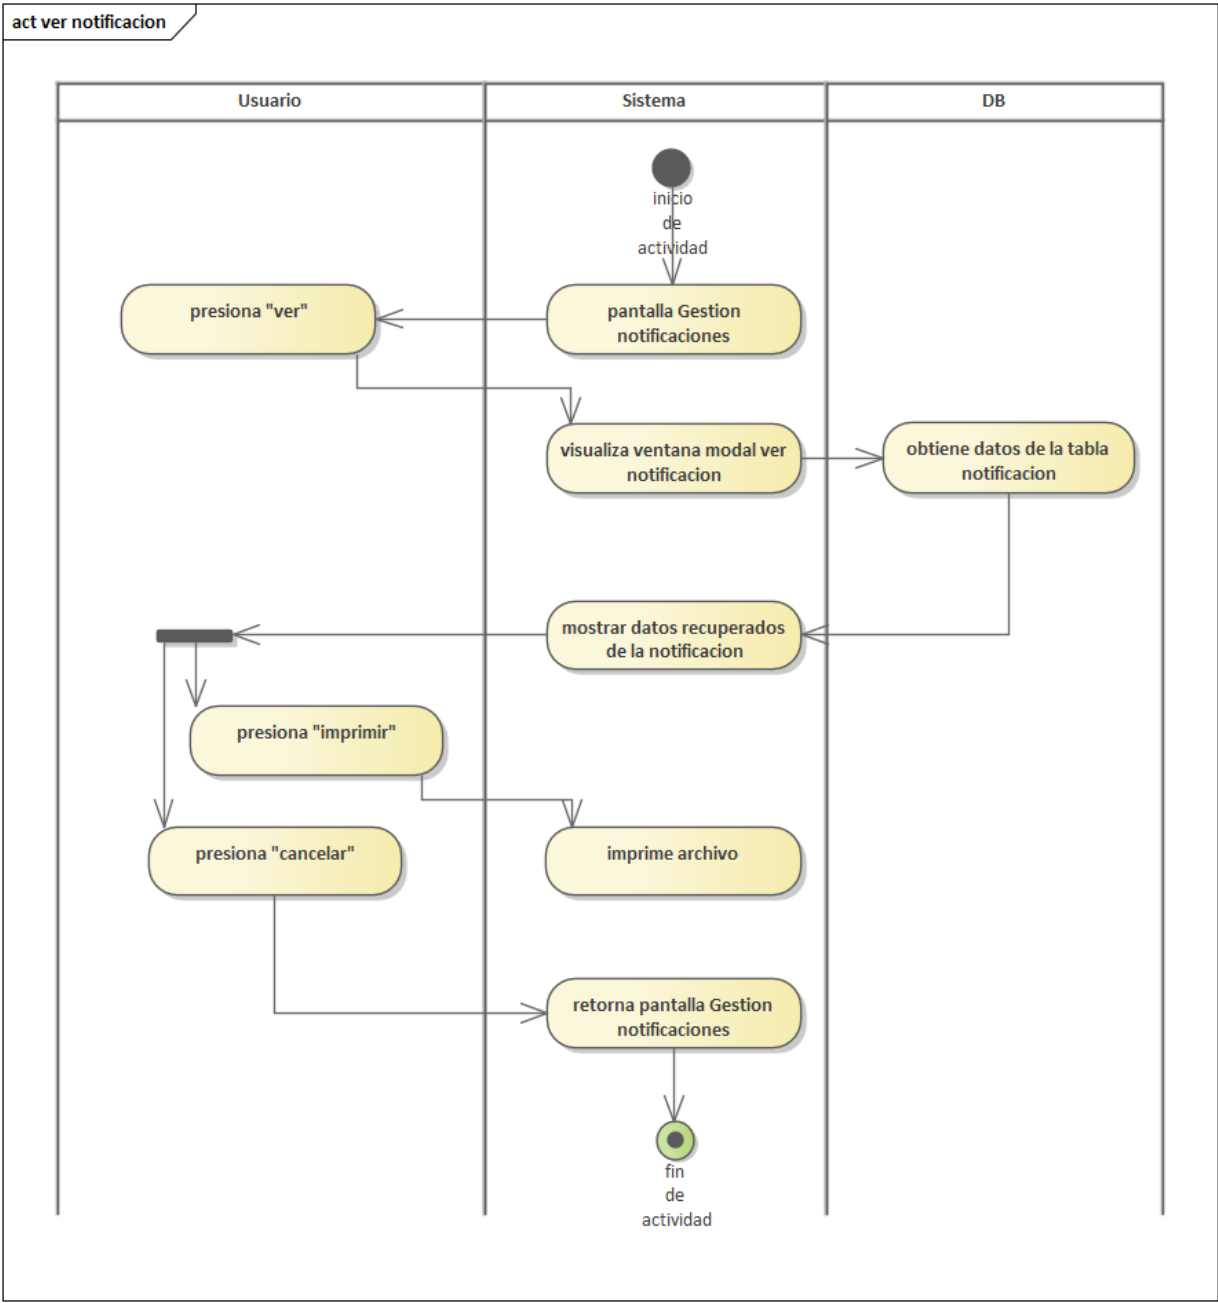 act ver notificacion
Usuario
Sistema
DB
inicio
de
actividad
presiona "ver"
pantalla Gestion
notificaciones
visualiza ventana modal ver
notificacion
obtiene datos de la tabla
notificacion
mostrar datos recuperados
de la notificacion
presiona "imprimir"
presiona "cancelar"
imprime archivo
retorna pantalla Gestion
notificaciones
fin
de
actividad